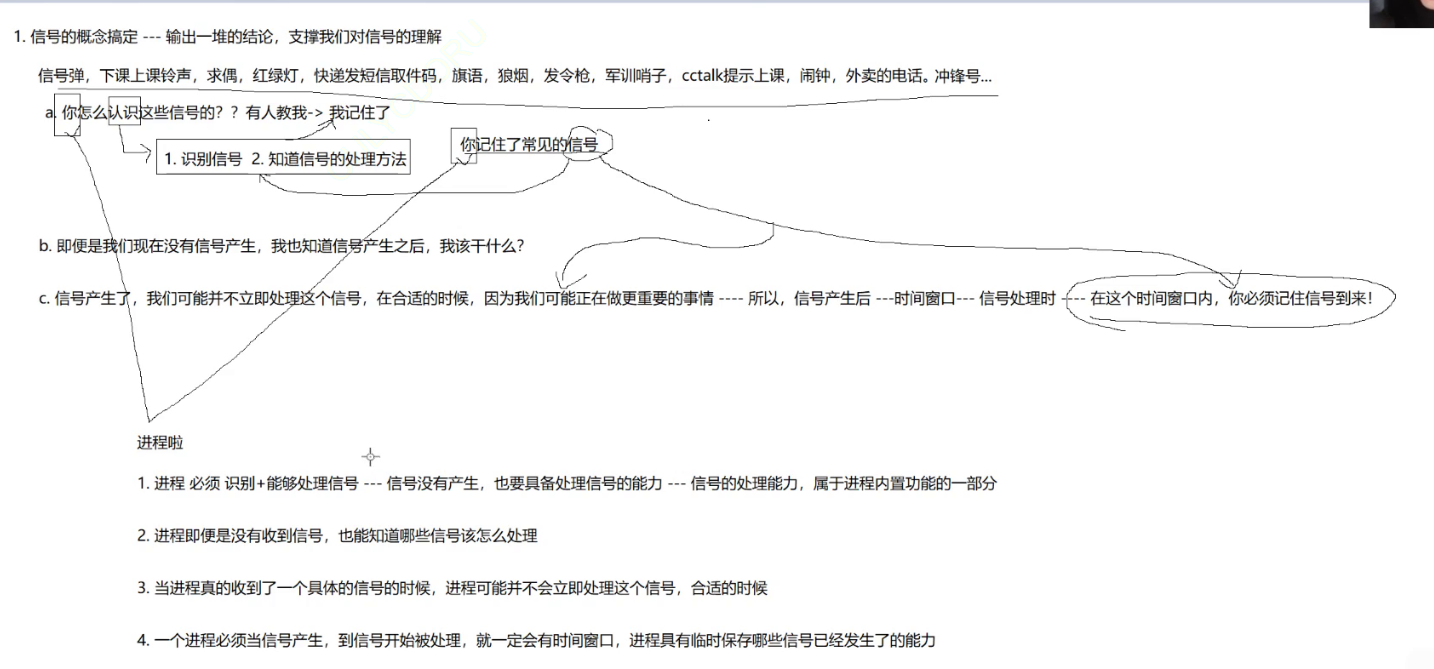 1. 信号的概念搞定 --- 输出一堆的结论，支撑我们对信号的理解
信号弹，下课上课铃声，求偶，红绿灯，快递发短信取件码，旗语，狼烟，发令枪，军训哨子，cctalk提示上课，闹钟，外卖的电话。冲锋号...
a. 你怎么认识这些信号的？？有人教我-> 我记住了
你记住了常见的信号
1. 识别信号 2. 知道信号的处理方法
b. 即便是我们现在没有信号产生，我也知道信号产生之后，我该干什么？
c. 信号产生了，我们可能并不立即处理这个信号，在合适的时候，因为我们可能正在做更重要的事情 ---- 所以，信号产生后 ---时间窗口--- 信号处理时 ---- 在这个时间窗口内，你必须记住信号到来！
进程啦
1. 进程 必须 识别+能够处理信号 --- 信号没有产生，也要具备处理信号的能力 --- 信号的处理能力，属于进程内置功能的一部分
2. 进程即便是没有收到信号，也能知道哪些信号该怎么处理
3. 当进程真的收到了一个具体的信号的时候，进程可能并不会立即处理这个信号，合适的时候
4. 一个进程必须当信号产生，到信号开始被处理，就一定会有时间窗口，进程具有临时保存哪些信号已经发生了的能力